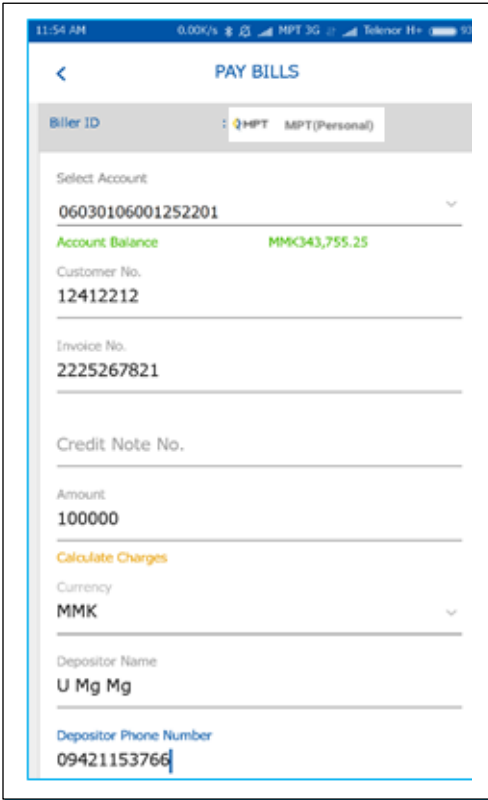 11:54 AM 0.00K/s MPT 3G Telenor H+ 93
PAY BILLS
Biller ID : MPT MPT(Personal)
Select Account
06030106001252201
Account Balance MMK343,755.25
Customer No.
12412212
Invoice No.
2225267821
Credit Note No.
Amount
100000
Calculate Charges
Currency
MMK
Depositor Name
U Mg Mg
Depositor Phone Number
09421153766